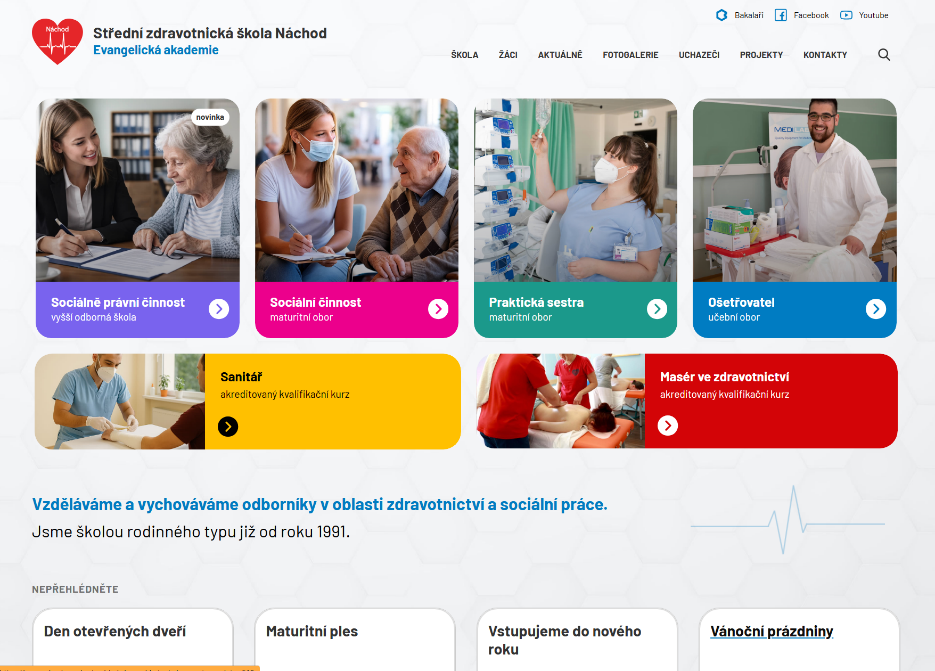 Náchod
Střední zdravotnická škola Náchod
Evangelická akademie
Bakaláři
Facebook
Youtube
ŠKOLA
ŽÁCI
AKTUÁLNĚ
FOTOGALERIE
UCHAZEČI
PROJEKTY
KONTAKTY
novinka
MEDI
Sociálně právní činnost
vyšší odborná škola
Sociální činnost
maturitní obor
Praktická sestra
maturitní obor
Ošetřovatel
učební obor
Sanitář
akreditovaný kvalifikační kurz
Masér ve zdravotnictví
akreditovaný kvalifikační kurz
Vzděláváme a vychováváme odborníky v oblasti zdravotnictví a sociální práce.
Jsme školou rodinného typu již od roku 1991.
NEPŘEHLÉDNĚTE
Den otevřených dveří
Maturitní ples
Vstupujeme do nového
roku
Vánoční prázdniny